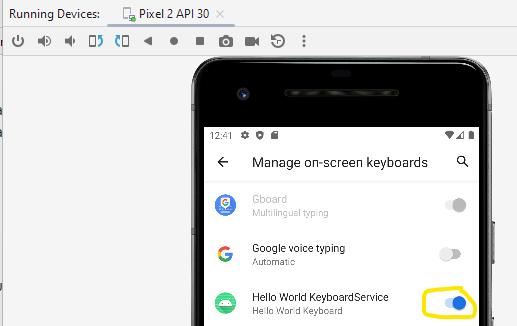 Running Devices: Pixel 2 API 30
12:41
Manage on-screen keyboards
Gboard
Multilingual typing
Google voice typing
Automatic
Hello World KeyboardService
Hello World Keyboard